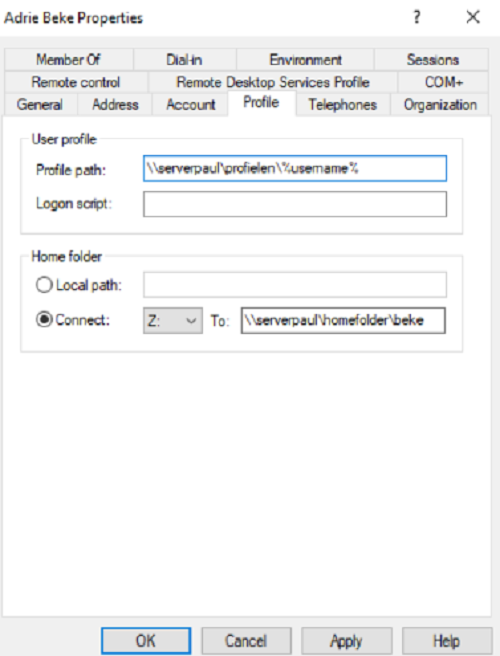 Adrie Beke Properties ? ×
Member Of Dial-in Environment Sessions
Remote control Remote Desktop Services Profile COM+
General Address Account Profile Telephones Organization
User profile
Profile path: \\serverpaul\profielen\%username%
Logon script:
Home folder
Local path:
Connect: Z: To: \\serverpaul\homefolder\beke
OK Cancel Apply Help